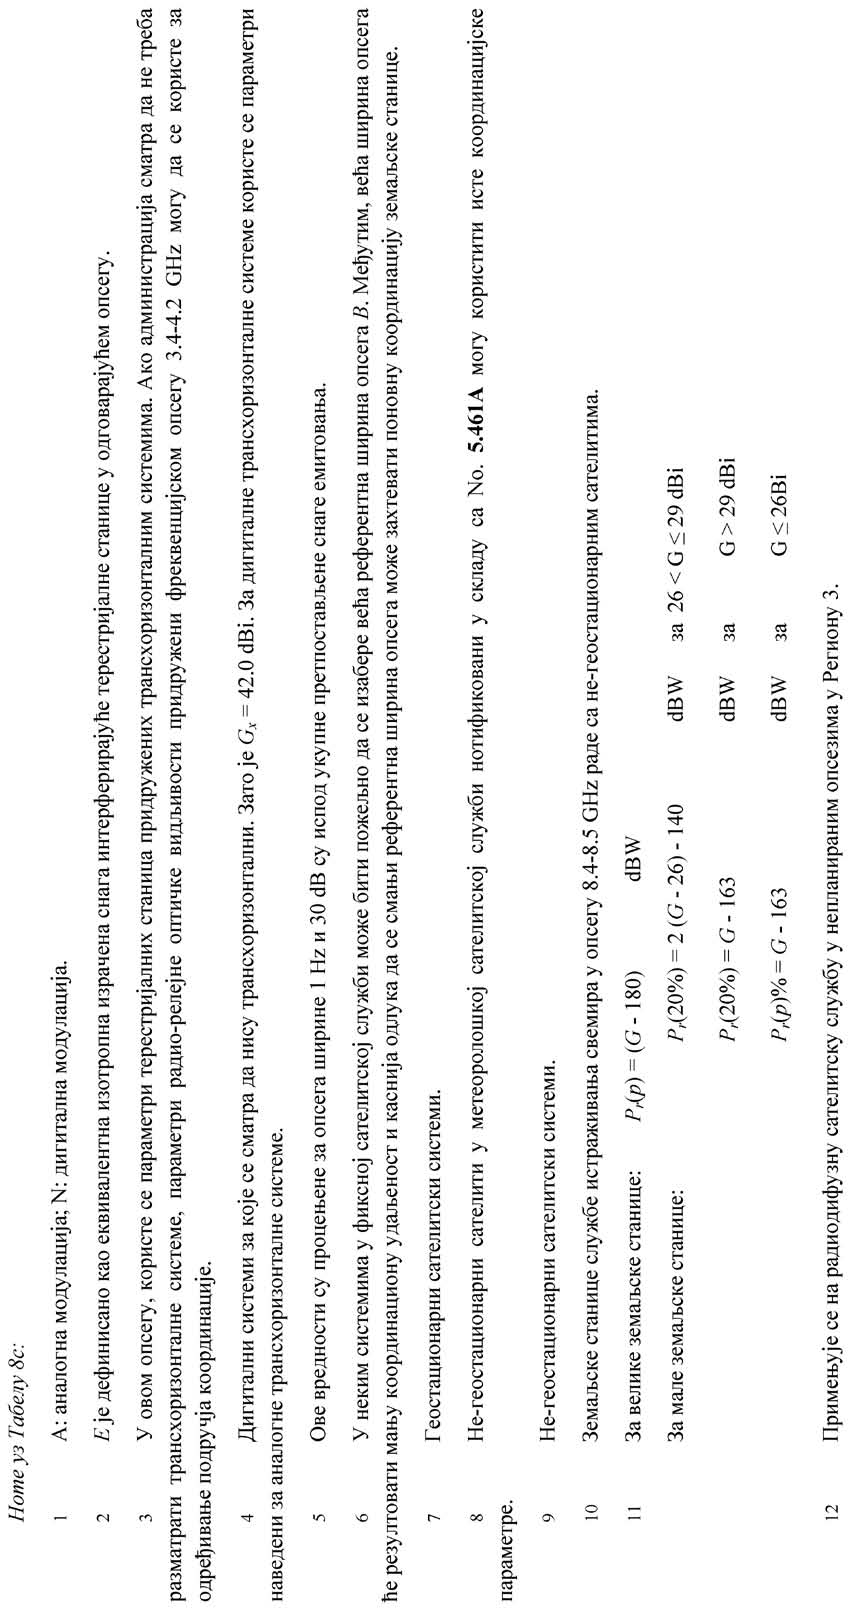 Ноте уз Табелу 8c:
1 А: аналогна модулација; N: дигитална модулација.
2 E је дефинисано као еквивалентна изотропна израчена снага интерферирајуће терестријалне станице у одговарајућем опсегу.
3 У овом опсегу, користе се параметри терестријалних станица придружених трансхоризонталним системима. Ако администрација сматра да не треба
разматрати трансхоризонталне системе, параметри радио-релејне оптичке видљивости придружени фреквенцијском опсегу 3.4-4.2 GHz могу да се користе за
одређивање подручја координације.
4 Дигитални системи за које се сматра да нису трансхоризонтални. Зато је Gx = 42.0 dBi. За дигиталне трансхоризонталне системе користе се параметри
наведени за аналогне трансхоризонталне системе.
5 Ове вредности су процењене за опсега ширине 1 Hz и 30 dB су испод укупне претпостављене снаге емитовања.
6 У неким системима у фиксној сателитској служби може бити пожељно да се изабере већа референтна ширина опсега B. Међутим, већа ширина опсега
ће резултовати мању координациону удаљеност и каснија одлука да се смањи референтна ширина опсега може захтевати поновну координацију земаљске станице.
7 Геостационарни сателитски системи.
8 Не-геостационарни сателити у метеоролошкој сателитској служби нотификовани у складу са No. 5.461A могу користити исте координацијске
параметре.
9 Не-геостационарни сателитски системи.
10 Земаљске станице службе истраживања свемира у опсегу 8.4-8.5 GHz раде са не-геостационарним сателитима.
11 За велике земаљске станице: Pr(p) = (G - 180) dBW
За мале земаљске станице: Pr(20%) = 2 (G - 26) - 140 dBW за 26 < G ≤ 29 dBi
Pr(20%) = G - 163 dBW за G > 29 dBi
Pr(p)% = G - 163 dBW за G ≤ 26Bi
12 Примењује се на радиодифузну сателитску службу у непланираним опсезима у Региону 3.